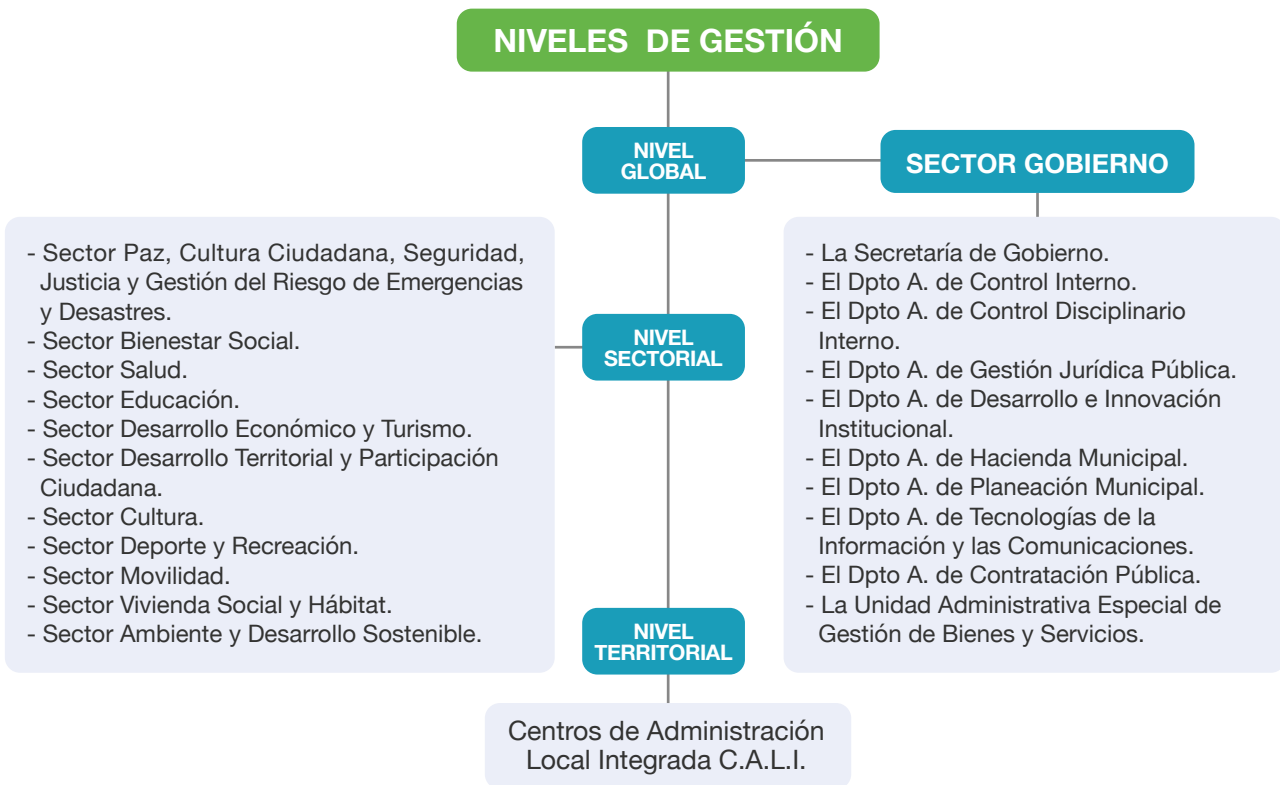 NIVELES DE GESTIÓN
NIVEL
GLOBAL
SECTOR GOBIERNO
- Sector Paz, Cultura Ciudadana, Seguridad,
Justicia y Gestión del Riesgo de Emergencias
y Desastres.
- Sector Bienestar Social.
- Sector Salud.
- Sector Educación.
- Sector Desarrollo Económico y Turismo.
- Sector Desarrollo Territorial y Participación
Ciudadana.
- Sector Cultura.
- Sector Deporte y Recreación.
- Sector Movilidad.
- Sector Vivienda Social y Hábitat.
- Sector Ambiente y Desarrollo Sostenible.
NIVEL
SECTORIAL
- La Secretaría de Gobierno.
- El Dpto A. de Control Interno.
- El Dpto A. de Control Disciplinario
Interno.
- El Dpto A. de Gestión Jurídica Pública.
- El Dpto A. de Desarrollo e Innovación
Institucional.
- El Dpto A. de Hacienda Municipal.
- El Dpto A. de Planeación Municipal.
- El Dpto A. de Tecnologías de la
Información y las Comunicaciones.
- El Dpto A. de Contratación Pública.
- La Unidad Administrativa Especial de
Gestión de Bienes y Servicios.
NIVEL
TERRITORIAL
Centros de Administración
Local Integrada C.A.L.I.